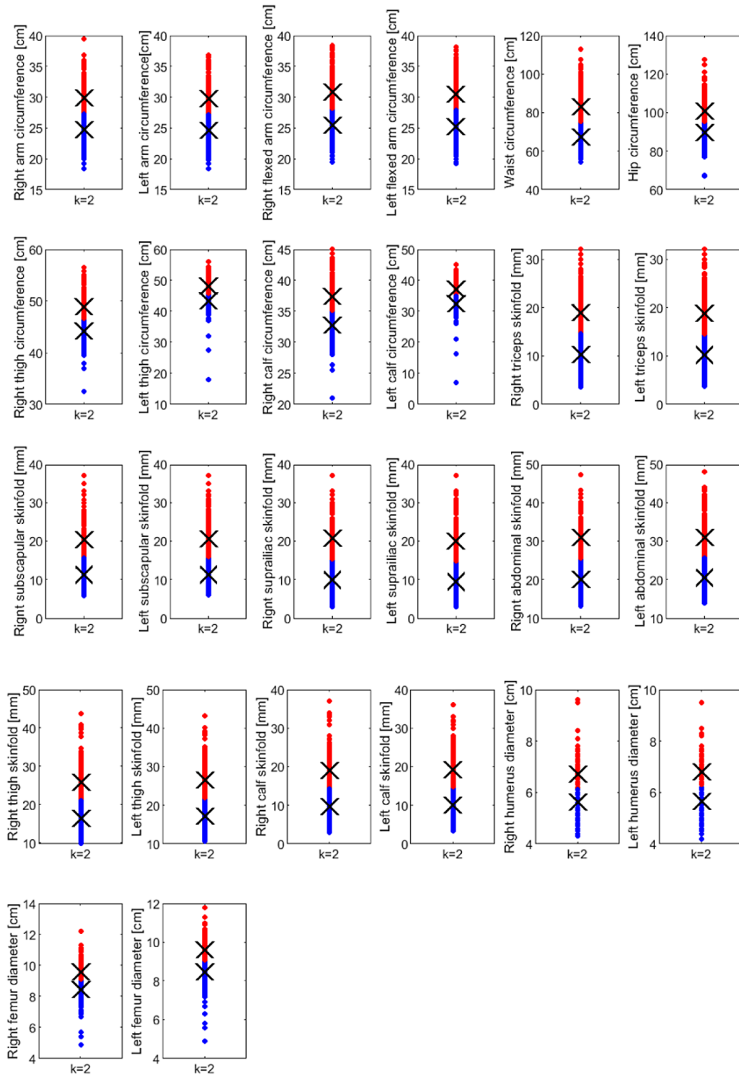 Right arm circumference [cm]
40
35
30
25
20
15
k=2
Left arm circumference[cm]
40
35
30
25
20
15
k=2
Right flexed arm circumference [cm]
40
35
30
25
20
15
k=2
Left flexed arm circumference [cm]
40
35
30
25
20
15
k=2
Waist circumference [cm]
120
100
80
60
40
k=2
Hip circumference [cm]
140
120
100
80
60
k=2
Right thigh circumference [cm]
60
50
40
30
k=2
Left thigh circumference [cm]
60
50
40
30
20
10
k=2
Right calf circumference [cm]
45
40
35
30
25
20
k=2
Left calf circumference [cm]
50
40
30
20
10
0
k=2
Right triceps skinfold [mm]
30
20
10
0
k=2
Left triceps skinfold [mm]
30
20
10
0
k=2
Rignt subscapular skinfold [mm]
40
30
20
10
0
k=2
Left subscapular skinfold [mm]
40
30
20
10
0
k=2
Rignt suprailiac skinfold [mm]
40
30
20
10
0
k=2
Left suprailiac skinfold [mm]
40
30
20
10
0
k=2
Rignt abdominal skinfold [mm]
50
40
30
20
10
k=2
Left abdominal skinfold [mm]
50
40
30
20
10
k=2
Right thigh skinfold [mm]
50
40
30
20
10
k=2
Left thigh skinfold [mm]
50
40
30
20
10
k=2
Right calf skinfold [mm]
40
30
20
10
0
k=2
Left calf skinfold [mm]
40
30
20
10
0
k=2
Right humerus diameter [cm]
10
8
6
4
k=2
Left humerus diameter [cm]
10
8
6
4
k=2
Right femur diameter [cm]
14
12
10
8
6
4
k=2
Left femur diameter [cm]
12
10
8
6
4
k=2